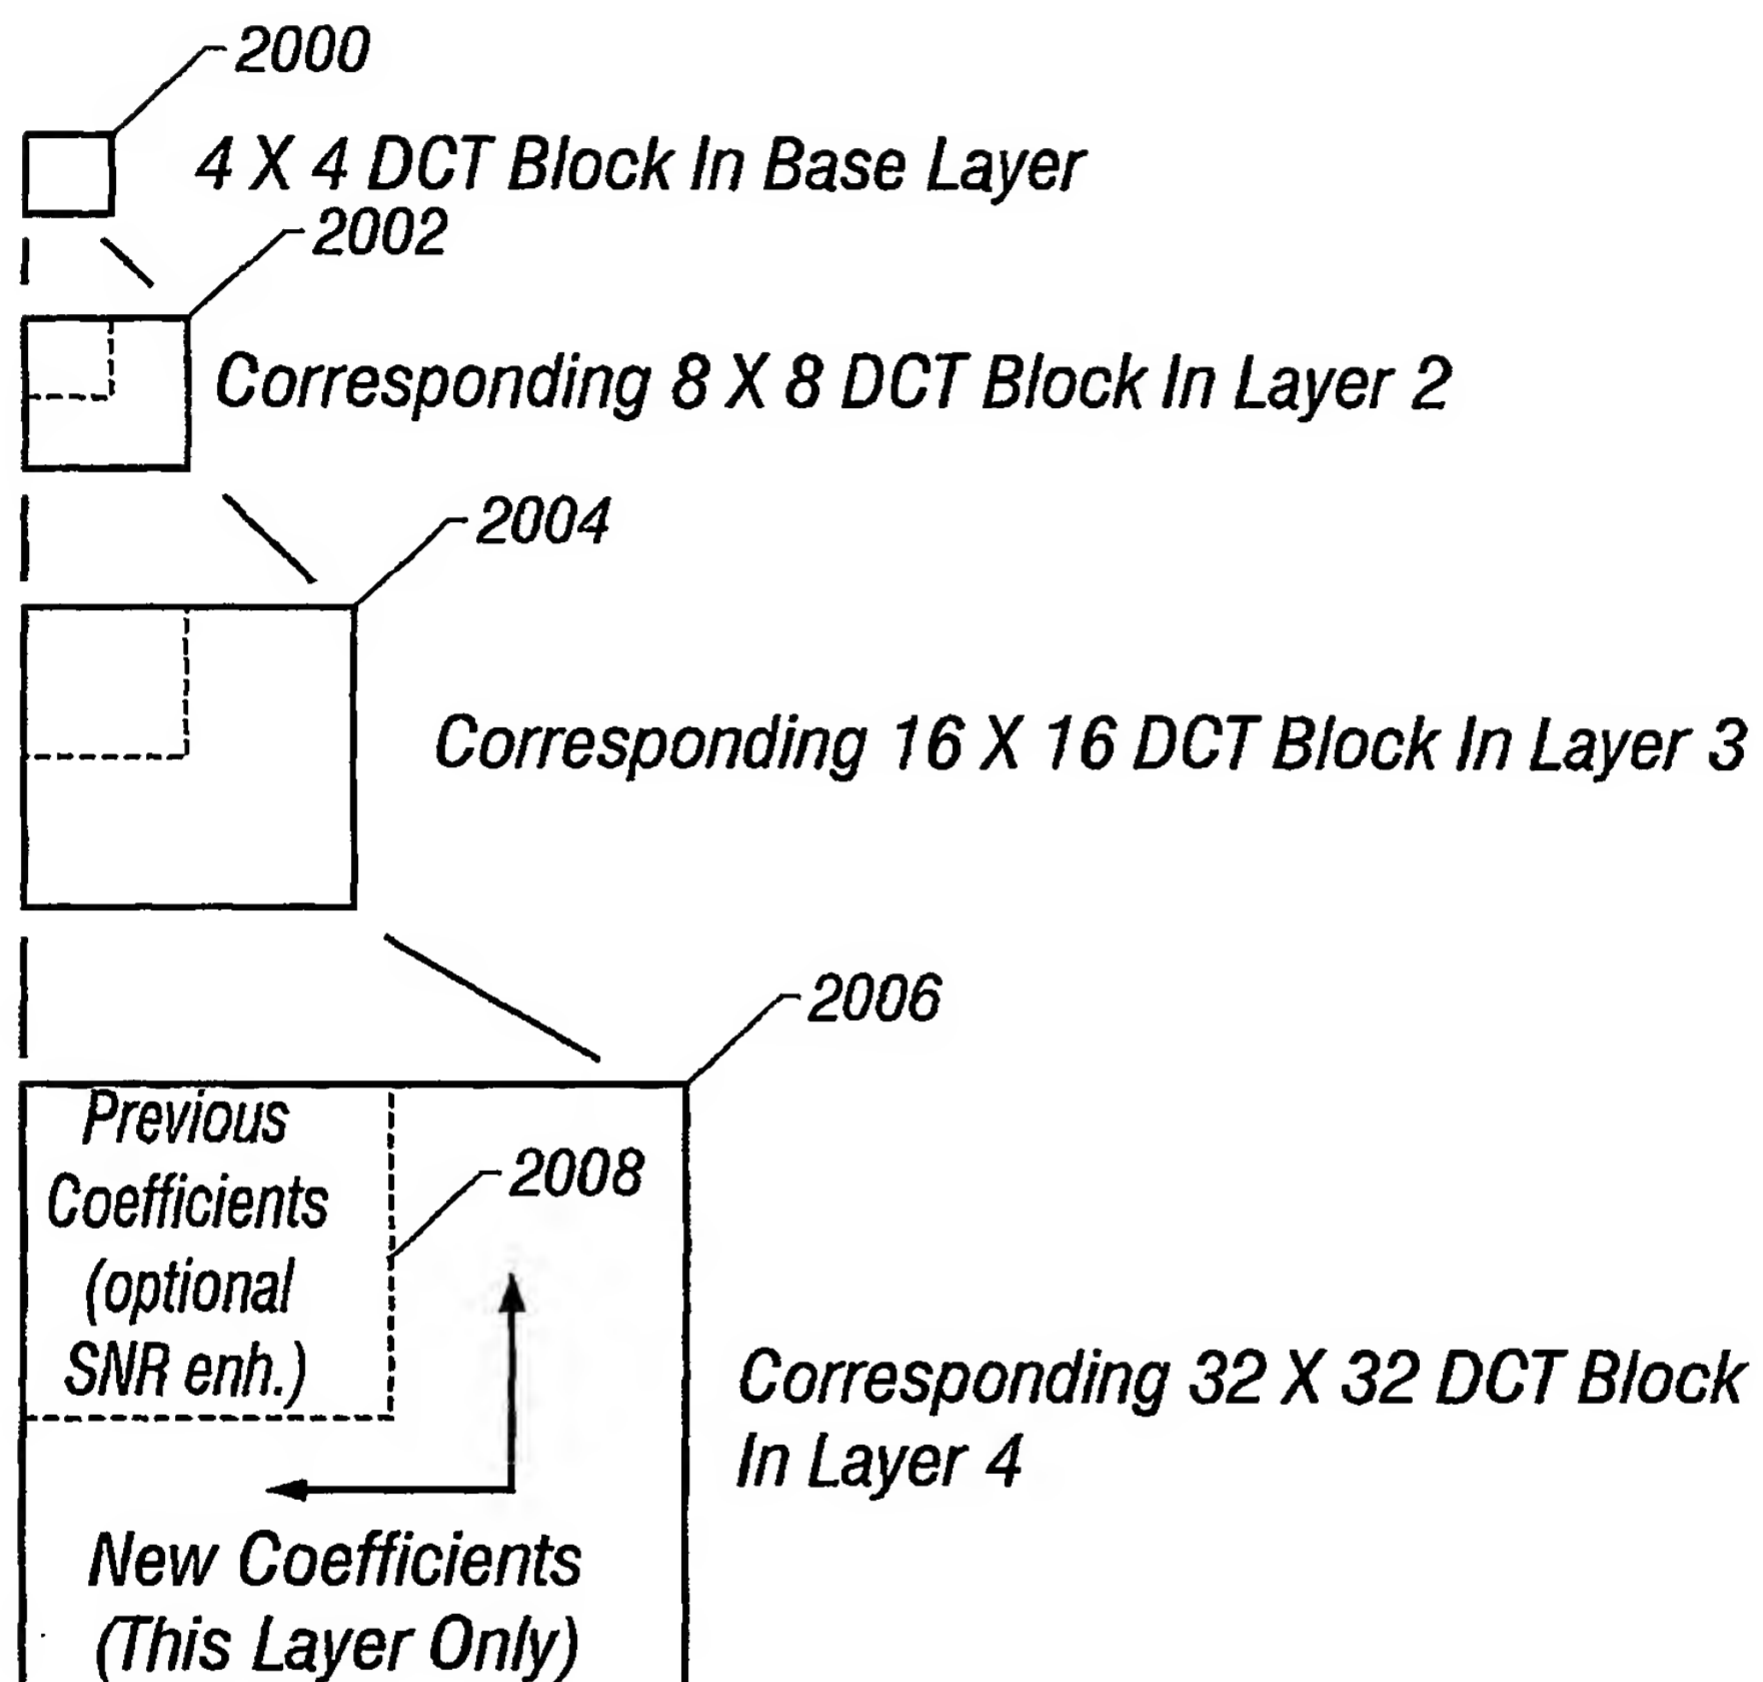 2000
4 X 4 DCT Block In Base Layer
2002
Corresponding 8 X 8 DCT Block In Layer 2
2004
Corresponding 16 X 16 DCT Block In Layer 3
2006
Previous
Coefficients
(optional
SNR enh.)
2008
Corresponding 32 X 32 DCT Block
In Layer 4
New Coefficients
(This Layer Only)